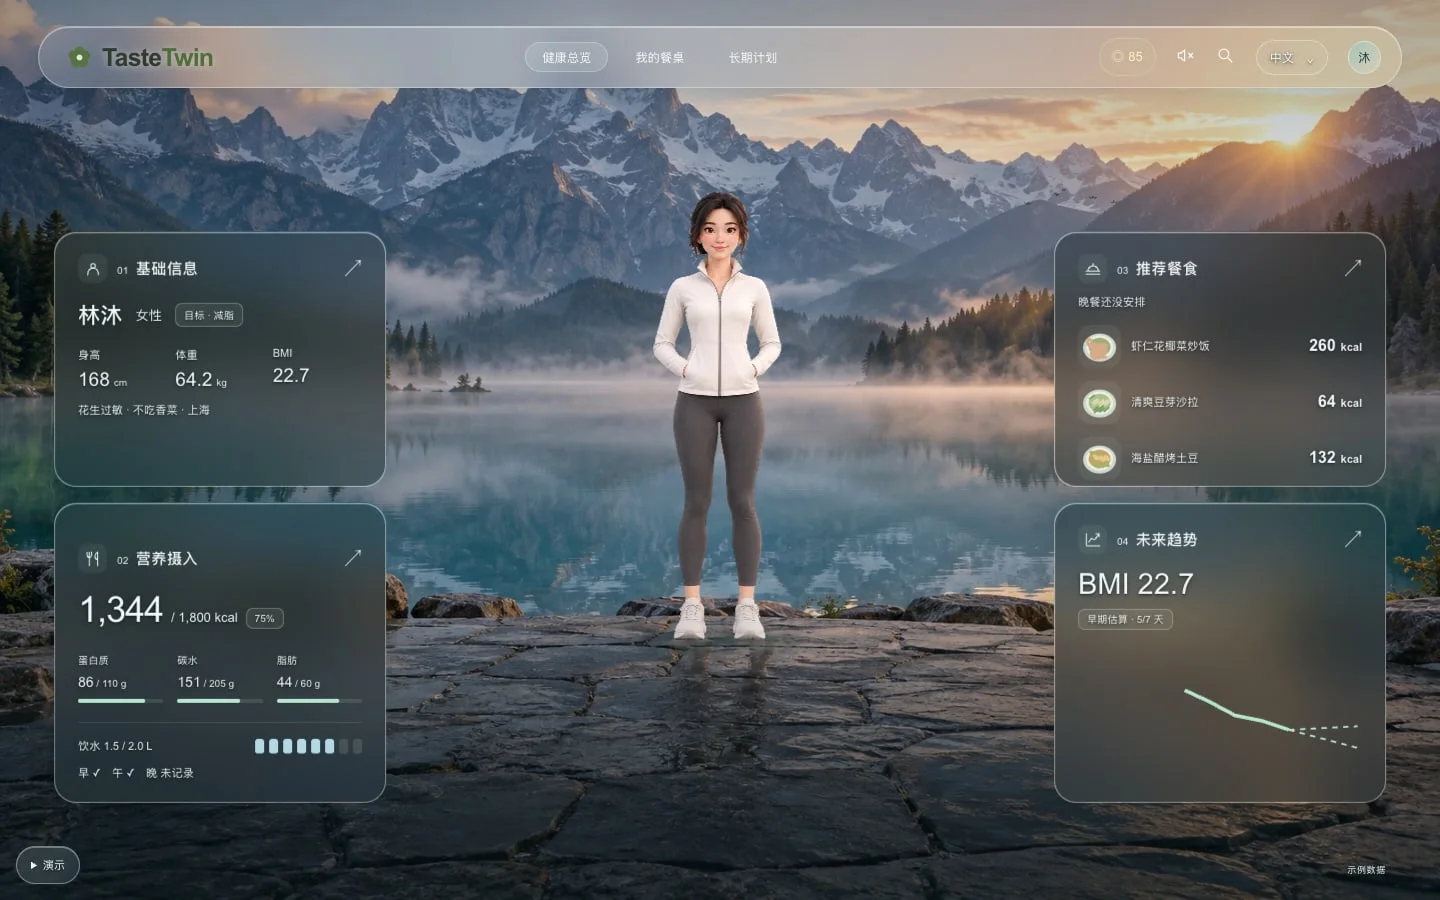 TasteTwin
健康总览 我的餐桌 长期计划
85 中文 沐
01 基础信息
林沐 女性 目标 · 减脂
身高 体重 BMI
168 cm 64.2 kg 22.7
花生过敏 · 不吃香菜 · 上海
02 营养摄入
1,344 / 1,800 kcal 75%
蛋白质 碳水 脂肪
86 / 110 g 151 / 205 g 44 / 60 g
饮水 1.5 / 2.0 L
早 ✓ 午 ✓ 晚 未记录
03 推荐餐食
晚餐还没安排
虾仁花椰菜炒饭 260 kcal
清爽豆芽沙拉 64 kcal
海盐醋烤土豆 132 kcal
04 未来趋势
BMI 22.7
早期估算 · 5/7 天
演示
示例数据